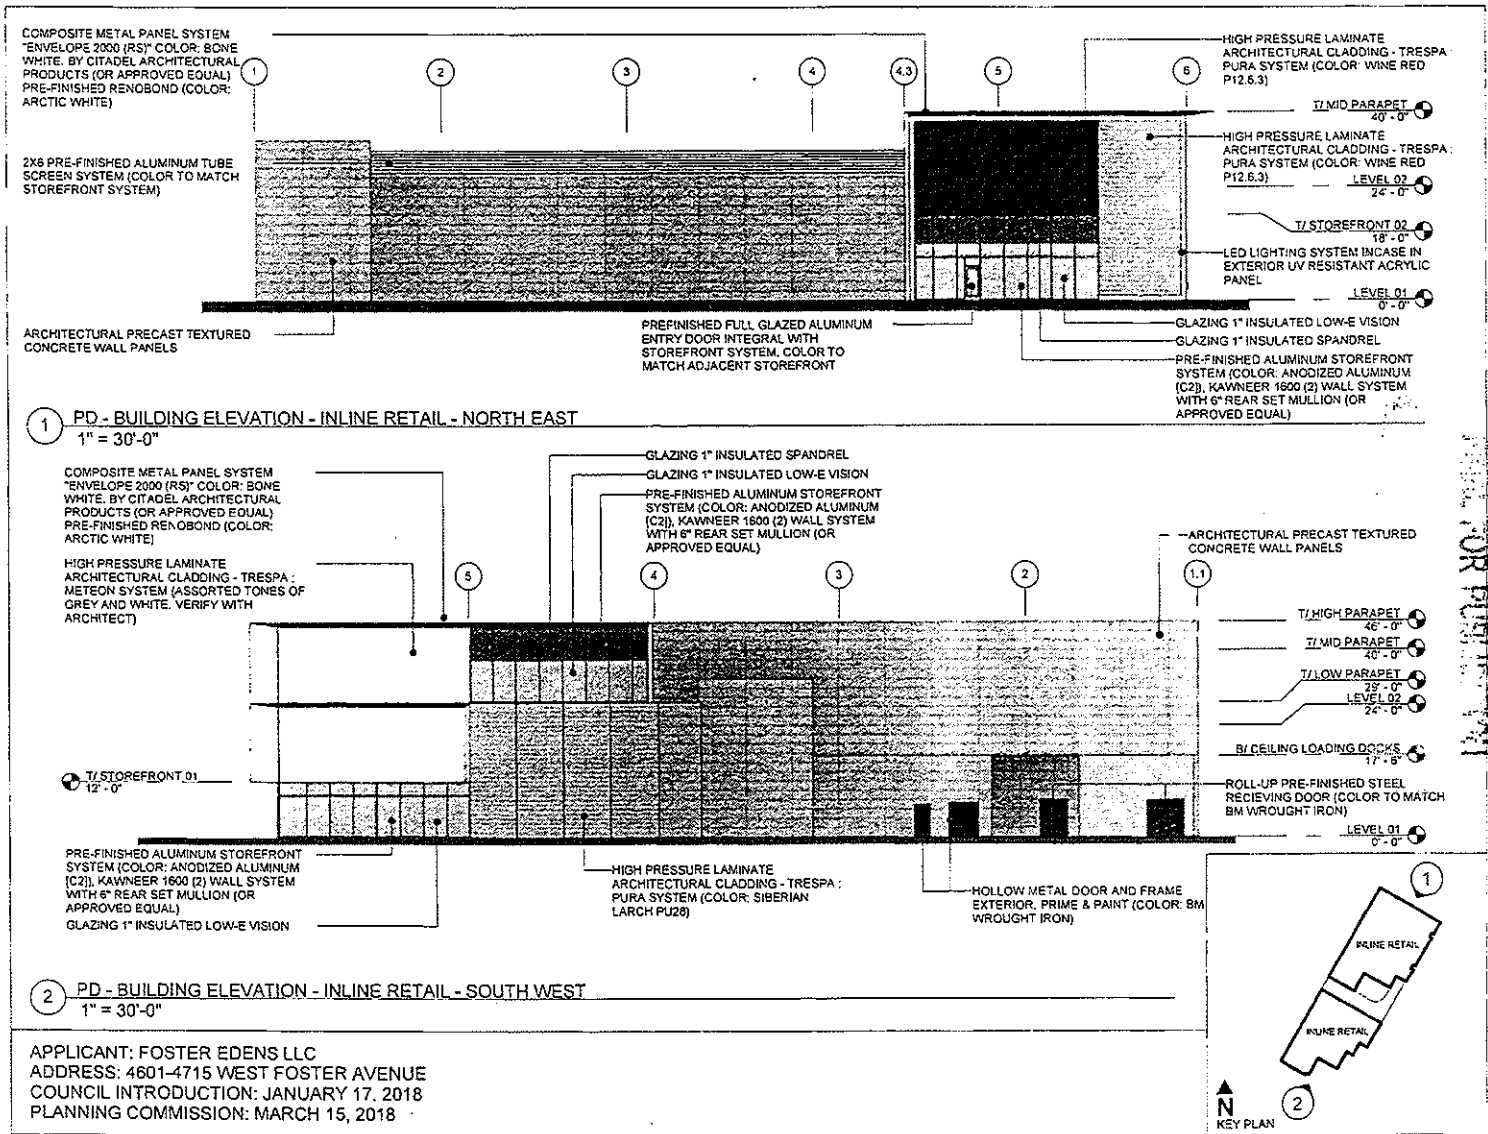 COMPOSITE METAL PANEL SYSTEM
"ENVELOPE 2000 (RS)" COLOR: BONE
WHITE. BY CITADEL ARCHITECTURAL
PRODUCTS (OR APPROVED EQUAL)
PRE-FINISHED RENOBOND (COLOR:
ARCTIC WHITE)
1
2
3
4
4.3
5
6
HIGH PRESSURE LAMINATE
ARCHITECTURAL CLADDING - TRESPA
PURA SYSTEM (COLOR: WINE RED
P12.6.3)
T/ MID PARAPET
40' - 0"
HIGH PRESSURE LAMINATE
ARCHITECTURAL CLADDING - TRESPA :
PURA SYSTEM (COLOR: WINE RED
P12.6.3)
LEVEL 02
24' - 0"
2X6 PRE-FINISHED ALUMINUM TUBE
SCREEN SYSTEM (COLOR TO MATCH
STOREFRONT SYSTEM)
T/ STOREFRONT 02
18' - 0"
LED LIGHTING SYSTEM INCASE IN
EXTERIOR UV RESISTANT ACRYLIC
PANEL
LEVEL 01
0' - 0"
ARCHITECTURAL PRECAST TEXTURED
CONCRETE WALL PANELS
PREFINISHED FULL GLAZED ALUMINUM
ENTRY DOOR INTEGRAL WITH
STOREFRONT SYSTEM. COLOR TO
MATCH ADJACENT STOREFRONT
GLAZING 1" INSULATED LOW-E VISION
GLAZING 1" INSULATED SPANDREL
PRE-FINISHED ALUMINUM STOREFRONT
SYSTEM (COLOR: ANODIZED ALUMINUM
[C2]), KAWNEER 1600 (2) WALL SYSTEM
WITH 6" REAR SET MULLION (OR
APPROVED EQUAL)
1 PD - BUILDING ELEVATION - INLINE RETAIL - NORTH EAST
1" = 30'-0"
COMPOSITE METAL PANEL SYSTEM
"ENVELOPE 2000 (RS)" COLOR: BONE
WHITE. BY CITADEL ARCHITECTURAL
PRODUCTS (OR APPROVED EQUAL)
PRE-FINISHED RENOBOND (COLOR:
ARCTIC WHITE)
GLAZING 1" INSULATED SPANDREL
GLAZING 1" INSULATED LOW-E VISION
PRE-FINISHED ALUMINUM STOREFRONT
SYSTEM (COLOR: ANODIZED ALUMINUM
[C2]), KAWNEER 1600 (2) WALL SYSTEM
WITH 6" REAR SET MULLION (OR
APPROVED EQUAL)
ARCHITECTURAL PRECAST TEXTURED
CONCRETE WALL PANELS
HIGH PRESSURE LAMINATE
ARCHITECTURAL CLADDING - TRESPA :
METEON SYSTEM (ASSORTED TONES OF
GREY AND WHITE. VERIFY WITH
ARCHITECT)
5
4
3
2
1.1
T/ HIGH PARAPET
46' - 0"
T/ MID PARAPET
40' - 0"
T/ LOW PARAPET
29' - 0"
LEVEL 02
24' - 0"
B/ CEILING LOADING DOCKS
17' - 6"
T/ STOREFRONT 01
12' - 0"
ROLL-UP PRE-FINISHED STEEL
RECIEVING DOOR (COLOR TO MATCH
BM WROUGHT IRON)
LEVEL 01
0' - 0"
PRE-FINISHED ALUMINUM STOREFRONT
SYSTEM (COLOR: ANODIZED ALUMINUM
[C2]), KAWNEER 1600 (2) WALL SYSTEM
WITH 6" REAR SET MULLION (OR
APPROVED EQUAL)
GLAZING 1" INSULATED LOW-E VISION
HIGH PRESSURE LAMINATE
ARCHITECTURAL CLADDING - TRESPA :
PURA SYSTEM (COLOR: SIBERIAN
LARCH PU28)
HOLLOW METAL DOOR AND FRAME
EXTERIOR, PRIME & PAINT (COLOR: BM
WROUGHT IRON)
2 PD - BUILDING ELEVATION - INLINE RETAIL - SOUTH WEST
1" = 30'-0"
1
INLINE RETAIL
INLINE RETAIL
2
N
KEY PLAN
APPLICANT: FOSTER EDENS LLC
ADDRESS: 4601-4715 WEST FOSTER AVENUE
COUNCIL INTRODUCTION: JANUARY 17, 2018
PLANNING COMMISSION: MARCH 15, 2018
FOR